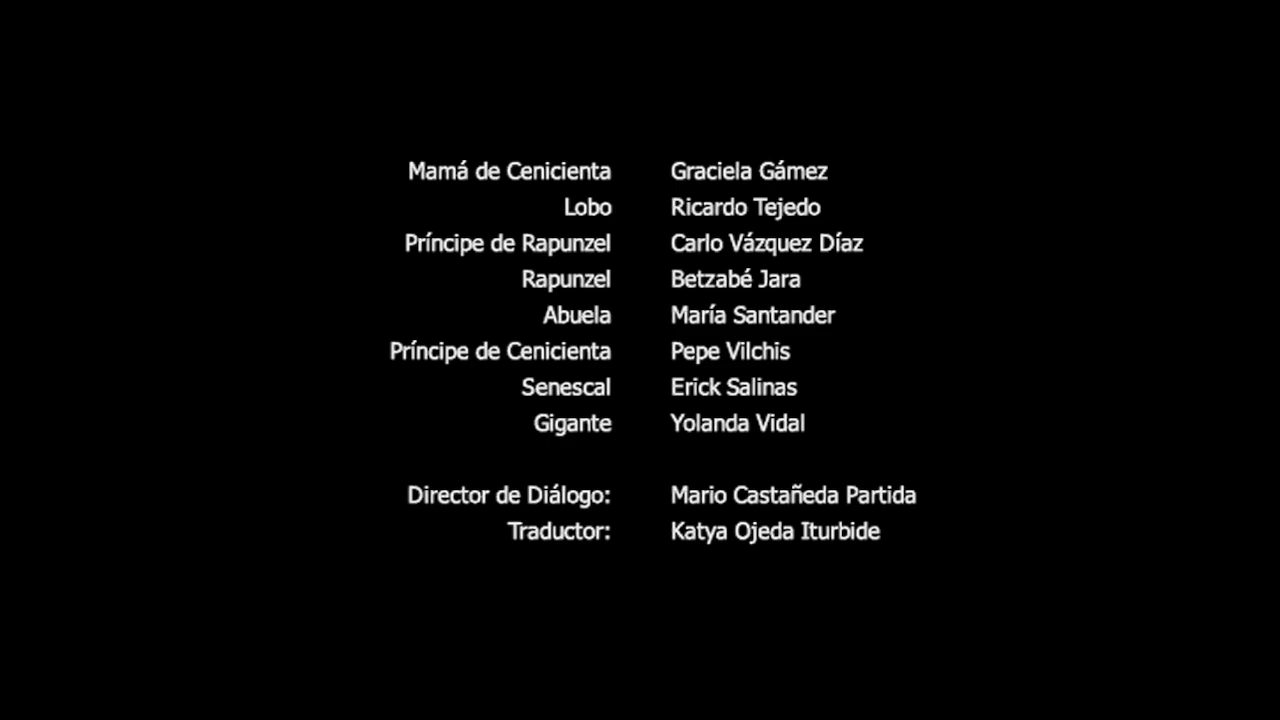 Mamá de Cenicienta Graciela Gámez
Lobo Ricardo Tejedo
Príncipe de Rapunzel Carlo Vázquez Díaz
Rapunzel Betzabé Jara
Abuela María Santander
Príncipe de Cenicienta Pepe Vilchis
Senescal Erick Salinas
Gigante Yolanda Vidal
Director de Diálogo: Mario Castañeda Partida
Traductor: Katya Ojeda Iturbide